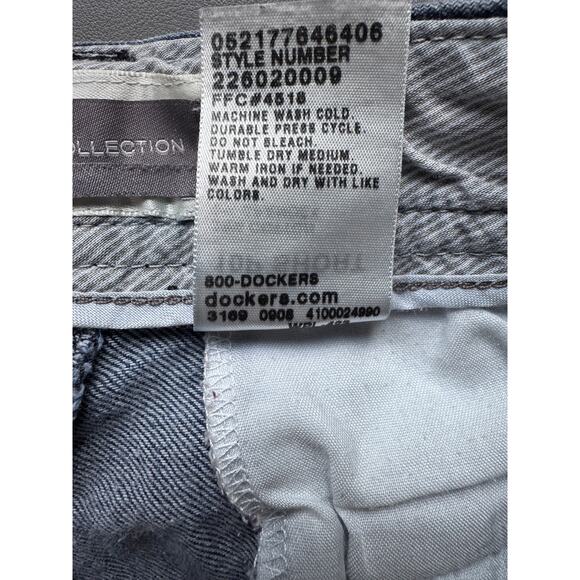 052177646406
STYLE NUMBER
226020009
FFC#4518
MACHINE WASH COLD.
DURABLE PRESS CYCLE.
DO NOT BLEACH.
TUMBLE DRY MEDIUM.
WARM IRON IF NEEDED.
WASH AND DRY WITH LIKE
COLORS.
SHORT
800-DOCKERS
dockers.com
3169 0908 4100024990
OLLECTION